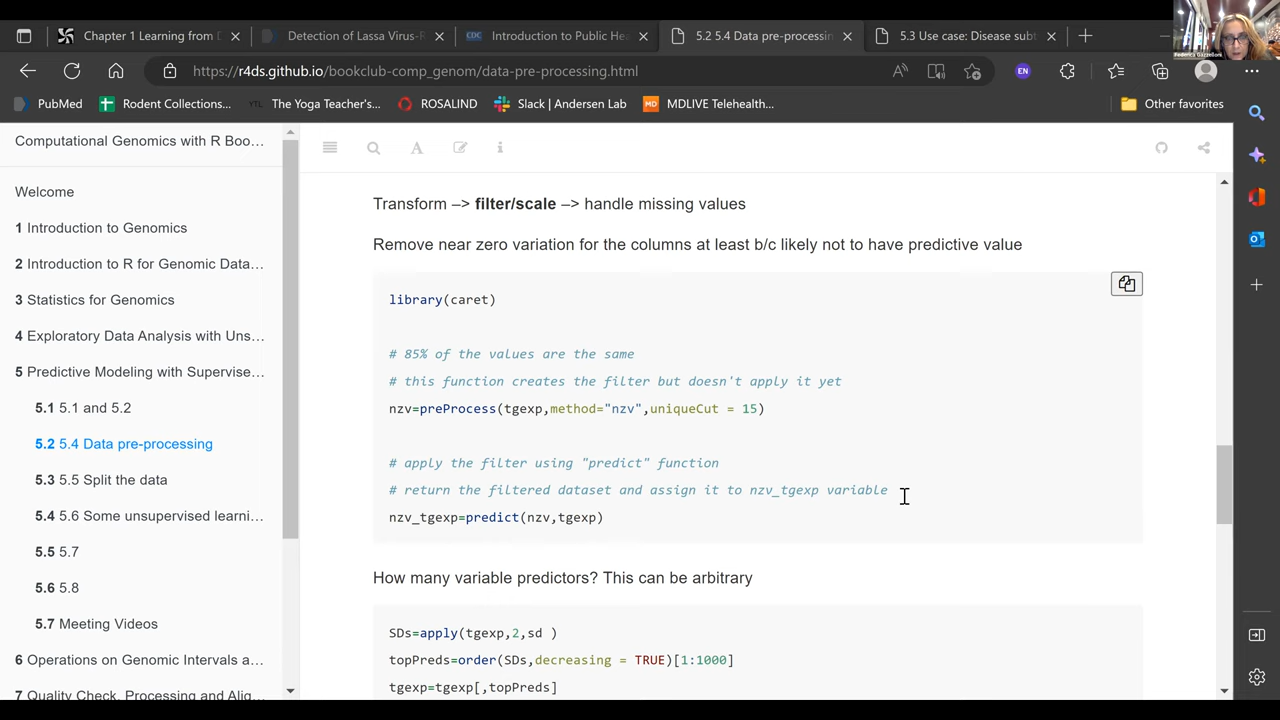 Chapter 1 Learning from D
Detection of Lassa Virus-R
CDC
Introduction to Public Hea
5.2 5.4 Data pre-processin
5.3 Use case: Disease subt
Federica Gazzelloni
https://r4ds.github.io/bookclub-comp_genom/data-pre-processing.html
EN
PubMed
Rodent Collections...
YTL
The Yoga Teacher's...
ROSALIND
Slack | Andersen Lab
MD
MDLIVE Telehealth...
Other favorites
Computational Genomics with R Boo...
Welcome
1 Introduction to Genomics
2 Introduction to R for Genomic Data...
3 Statistics for Genomics
4 Exploratory Data Analysis with Uns...
5 Predictive Modeling with Supervise...
5.1 5.1 and 5.2
5.2 5.4 Data pre-processing
5.3 5.5 Split the data
5.4 5.6 Some unsupervised learni...
5.5 5.7
5.6 5.8
5.7 Meeting Videos
6 Operations on Genomic Intervals a...
7 Quality Check, Processing and Alig...
Transform –> filter/scale –> handle missing values
Remove near zero variation for the columns at least b/c likely not to have predictive value
library(caret)
# 85% of the values are the same
# this function creates the filter but doesn't apply it yet
nzv=preProcess(tgexp,method="nzv",uniqueCut = 15)
# apply the filter using "predict" function
# return the filtered dataset and assign it to nzv_tgexp variable
nzv_tgexp=predict(nzv,tgexp)
How many variable predictors? This can be arbitrary
SDs=apply(tgexp,2,sd )
topPreds=order(SDs,decreasing = TRUE)[1:1000]
tgexp=tgexp[,topPreds]